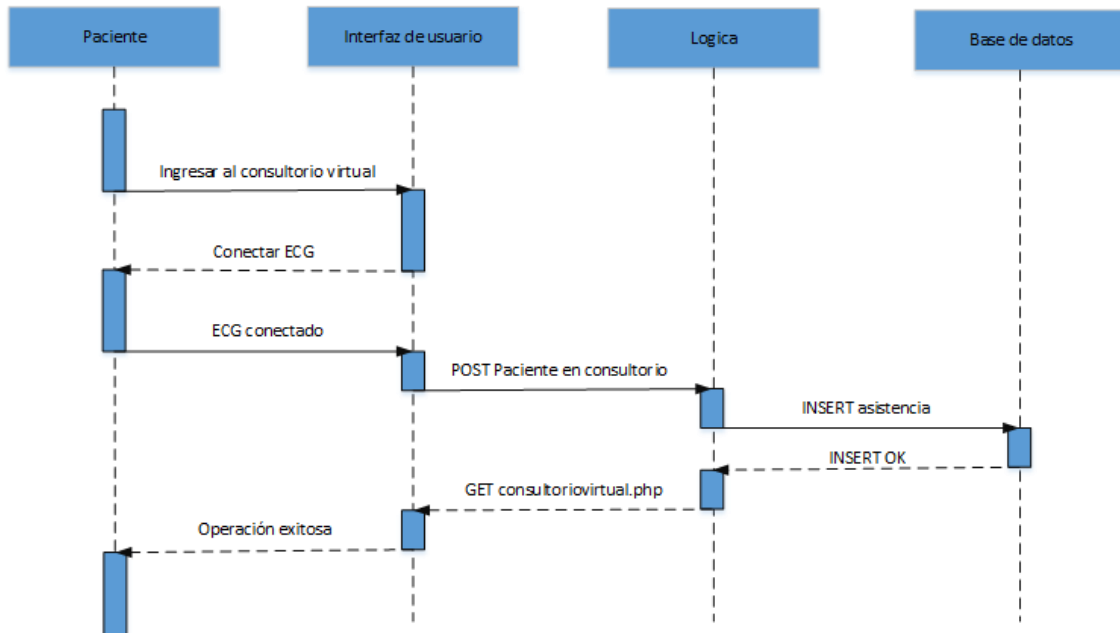 Paciente
Interfaz de usuario
Logica
Base de datos
Ingresar al consultorio virtual
Conectar ECG
ECG conectado
POST Paciente en consultorio
INSERT asistencia
INSERT OK
GET consultoriovirtual.php
Operación exitosa